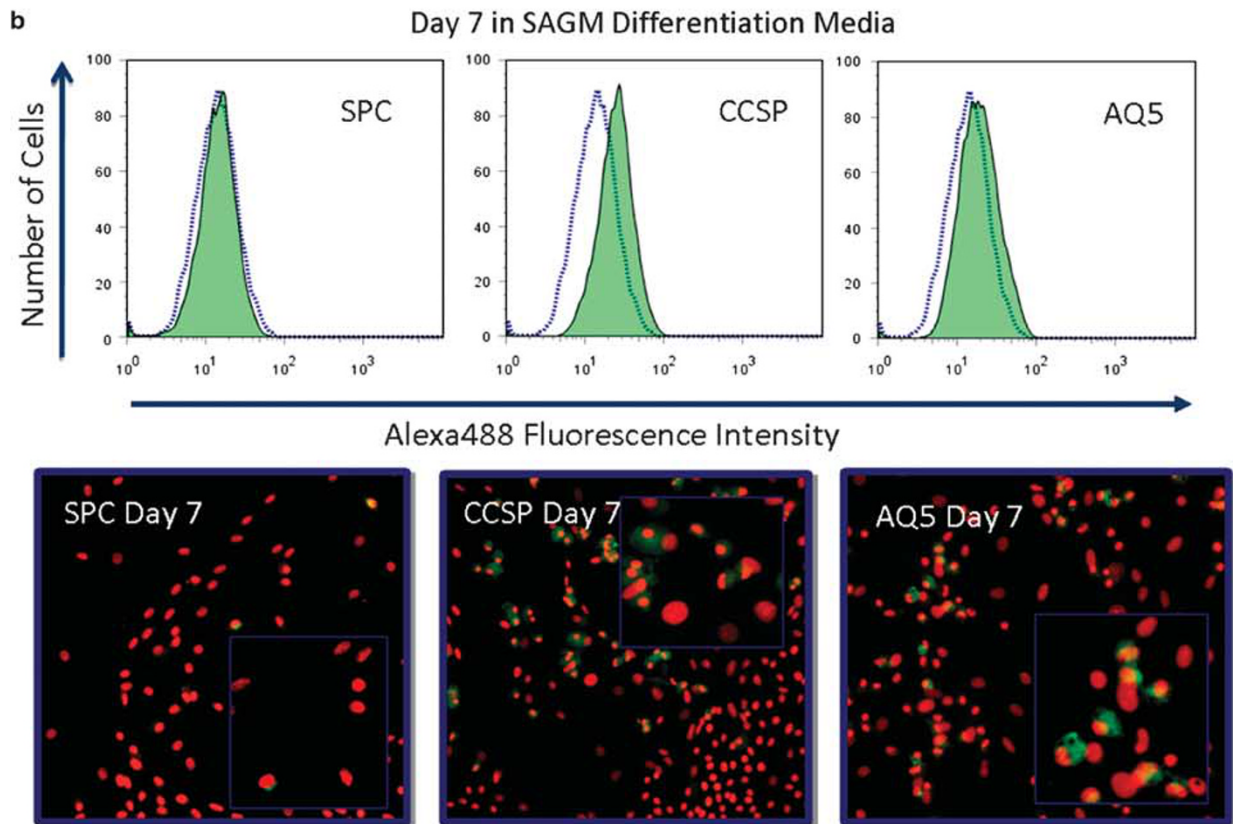 b
Day 7 in SAGM Differentiation Media
Number of Cells
100
80
60
40
20
0
SPC
10⁰ 10¹ 10² 10³
100
80
60
40
20
0
CCSP
10⁰ 10¹ 10² 10³
100
80
60
40
20
0
AQ5
10⁰ 10¹ 10² 10³
Alexa488 Fluorescence Intensity
SPC Day 7
CCSP Day 7
AQ5 Day 7